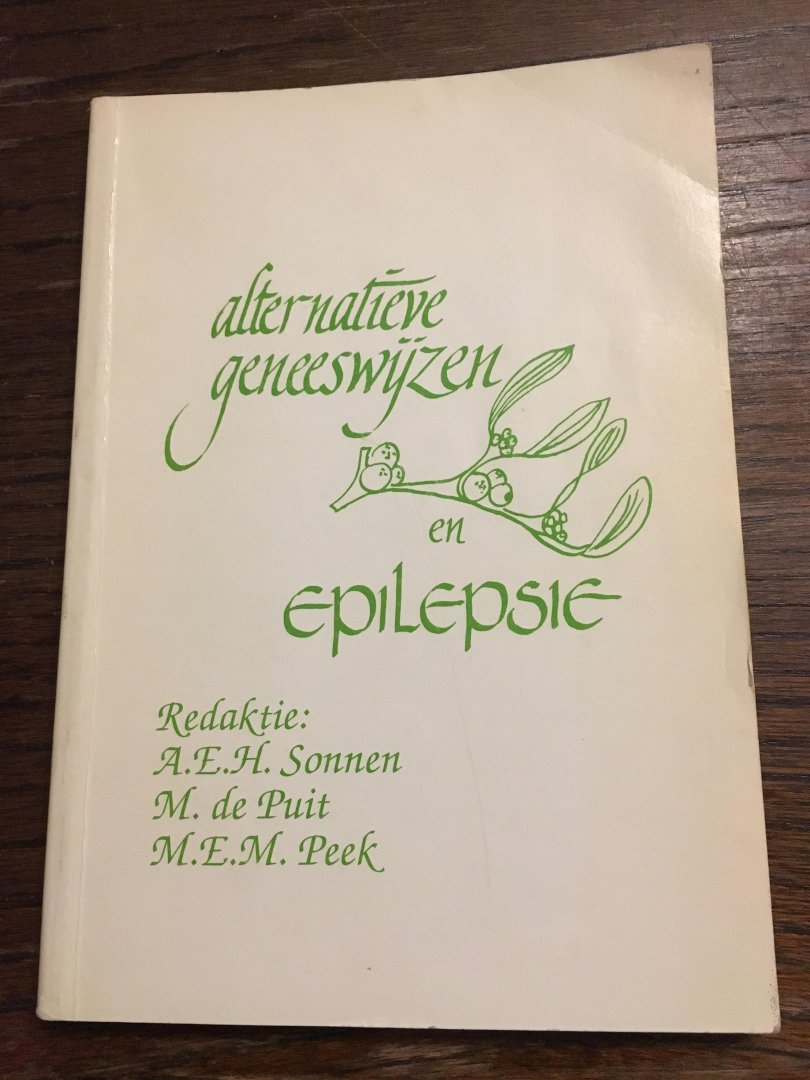 alternatieve
geneeswijzen
en
epilepsie
Redaktie:
A.E.H. Sonnen
M. de Puit
M.E.M. Peek